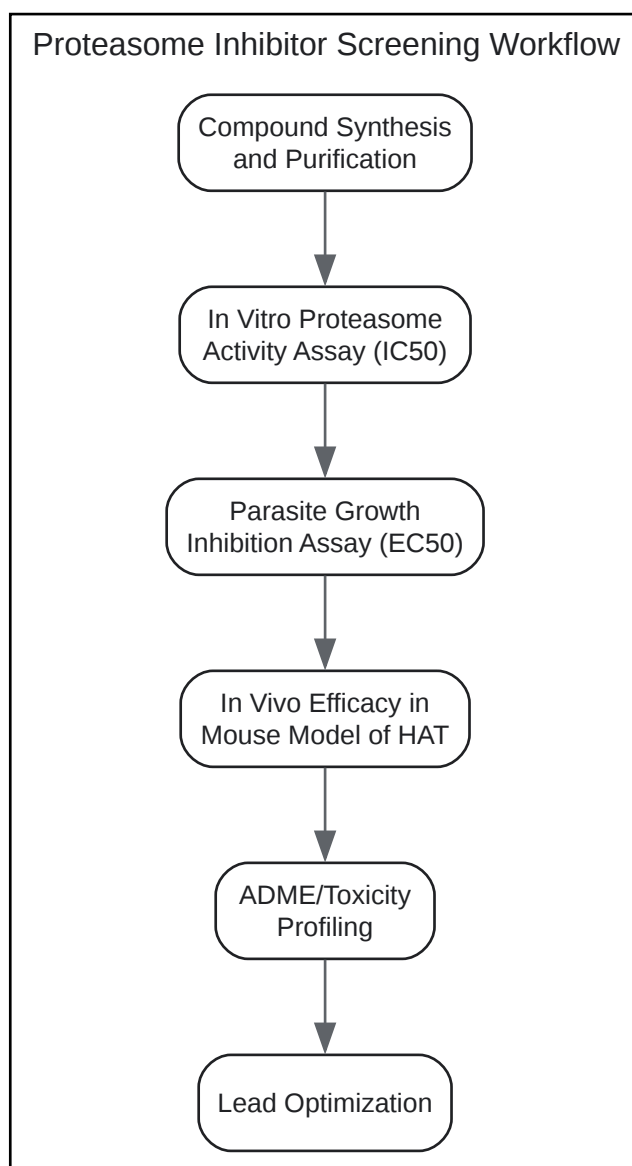 Proteasome Inhibitor Screening Workflow
Compound Synthesis
and Purification
In Vitro Proteasome
Activity Assay (IC50)
Parasite Growth
Inhibition Assay (EC50)
In Vivo Efficacy in
Mouse Model of HAT
ADME/Toxicity
Profiling
Lead Optimization